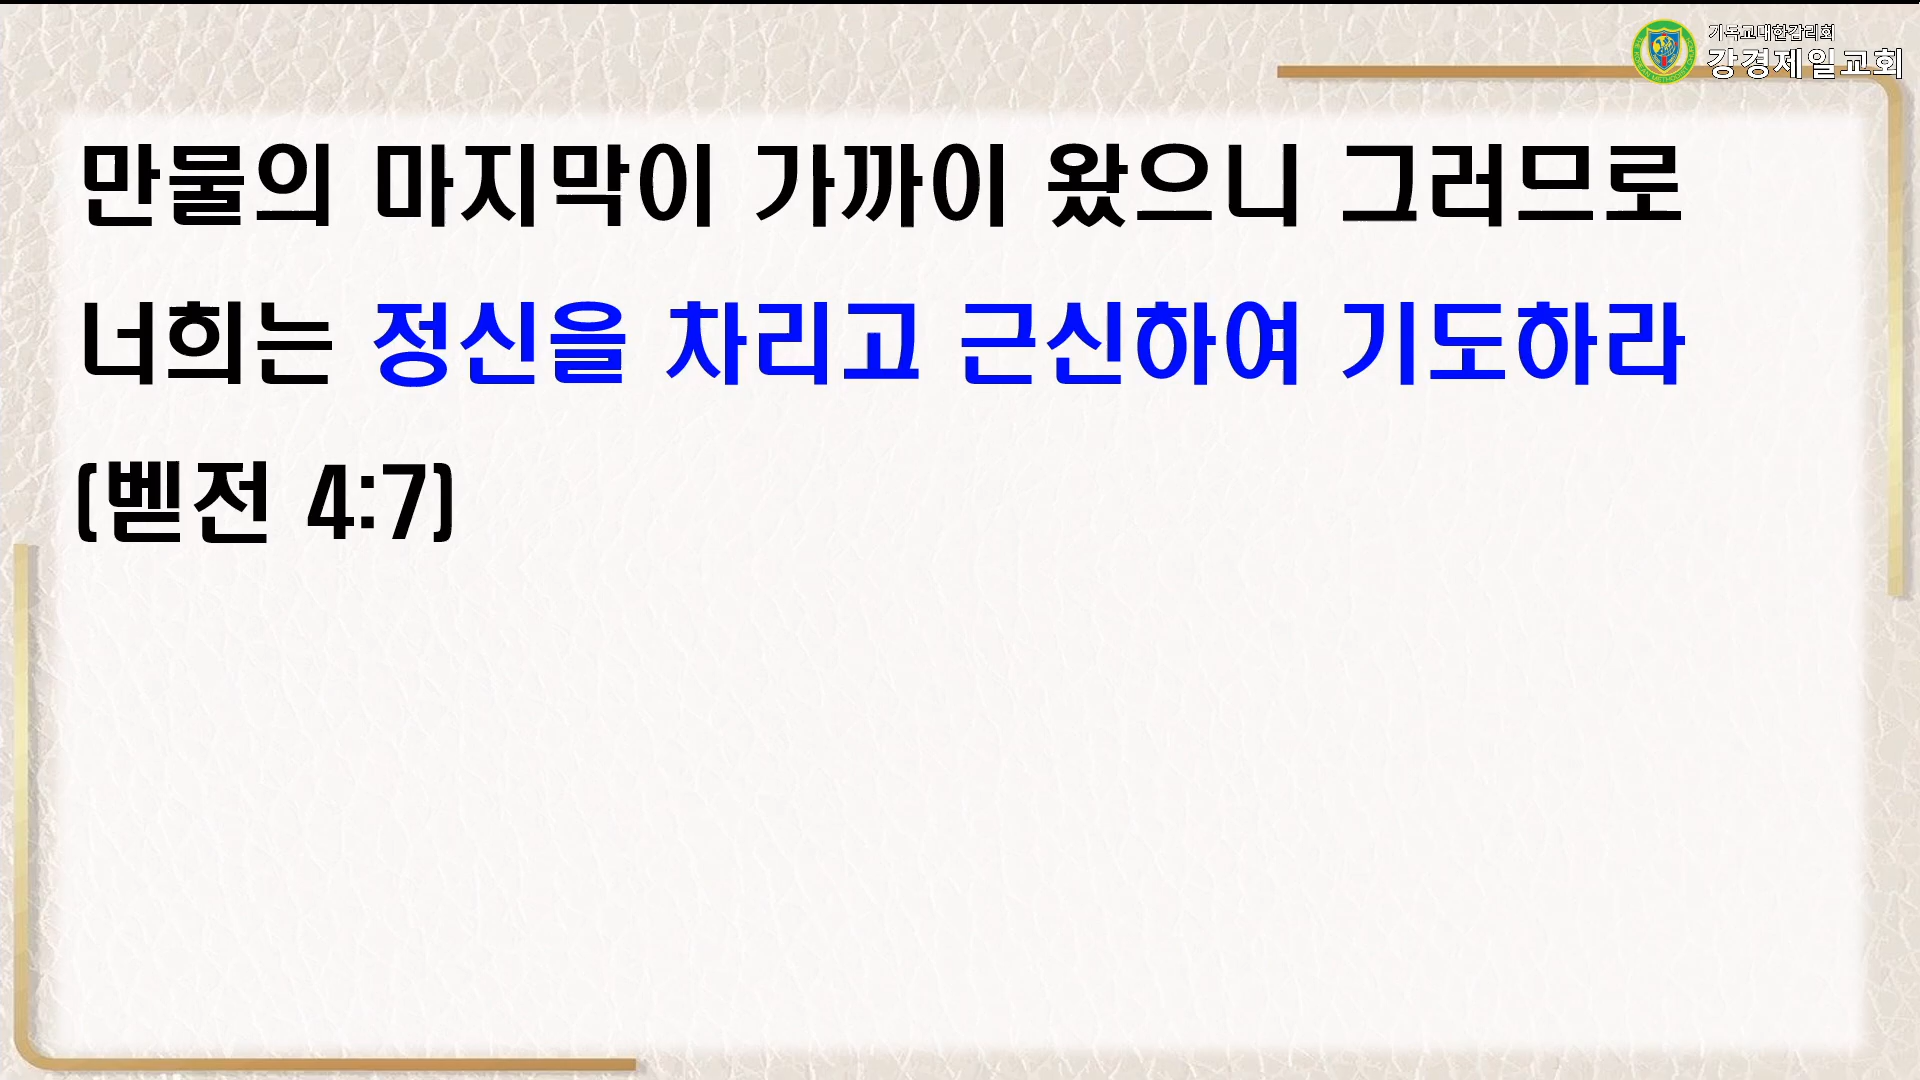 기독교대한감리회
강경제일교회
만물의 마지막이 가까이 왔으니 그러므로
너희는 정신을 차리고 근신하여 기도하라
(벧전 4:7)